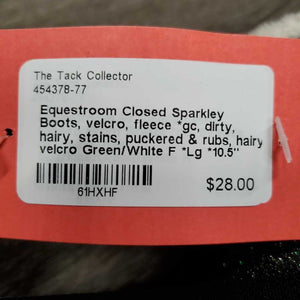 The Tack Collector
454378-77
Equestroom Closed Sparkley
Boots, velcro, fleece *gc, dirty,
hairy, stains, puckered & rubs, hairy
velcro Green/White F *Lg *10.5"
61HXHF
$28.00